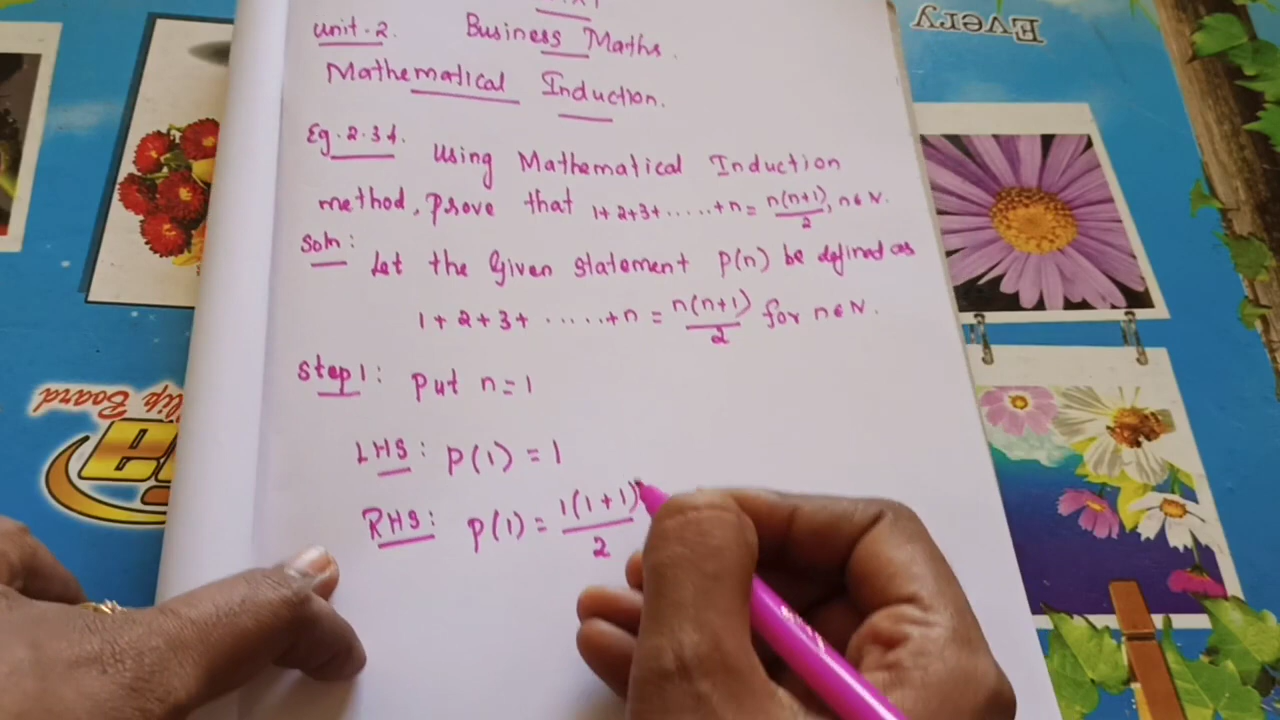 unit-2. Business Maths.
Mathematical Induction.
Eg.2.34. Using Mathematical Induction
method, prove that 1+2+3+......+n = n(n+1)/2, n∈N.
Soln: Let the Given statement p(n) be defined as
1+2+3+ ......+n = n(n+1)/2 for n∈N.
Step1: put n=1
LHS: p(1) = 1
RHS: p(1) = 1(1+1)/2
Every
Board